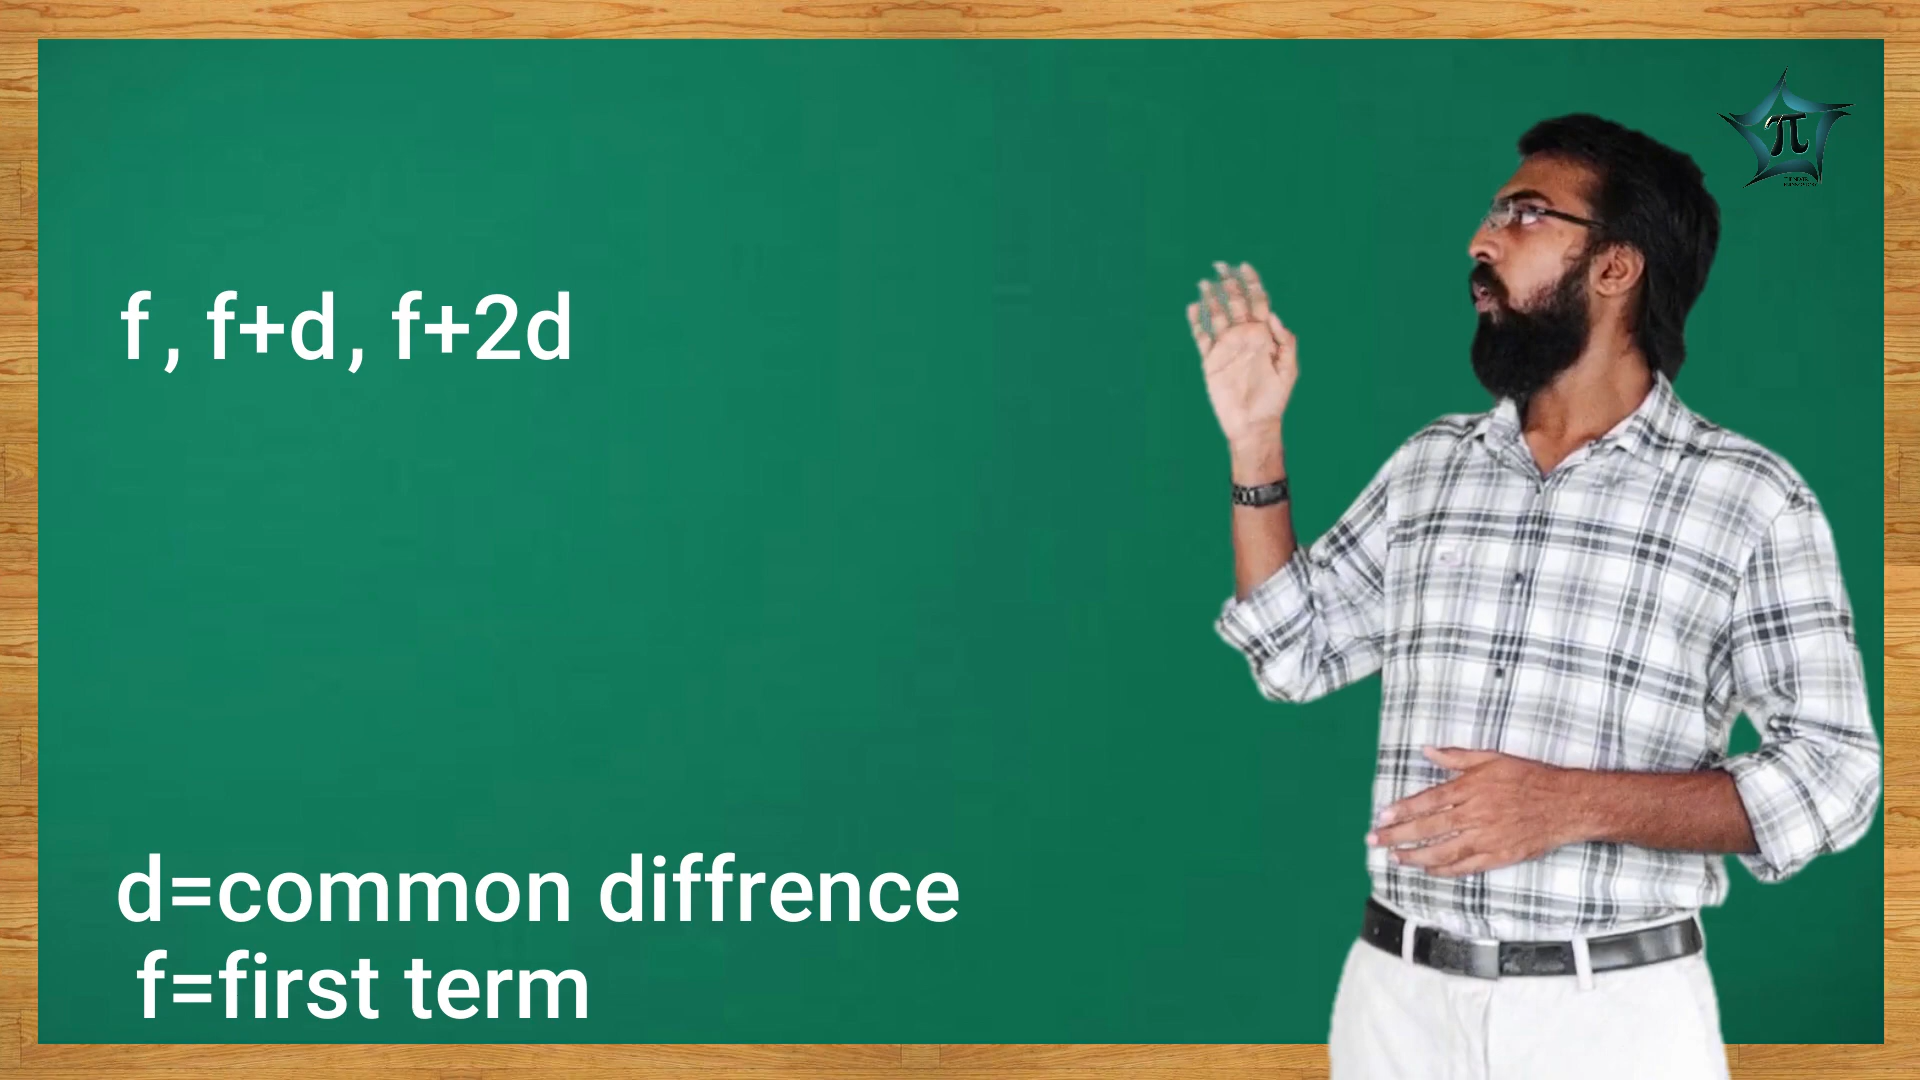 π
f, f+d, f+2d
d=common diffrence
f=first term